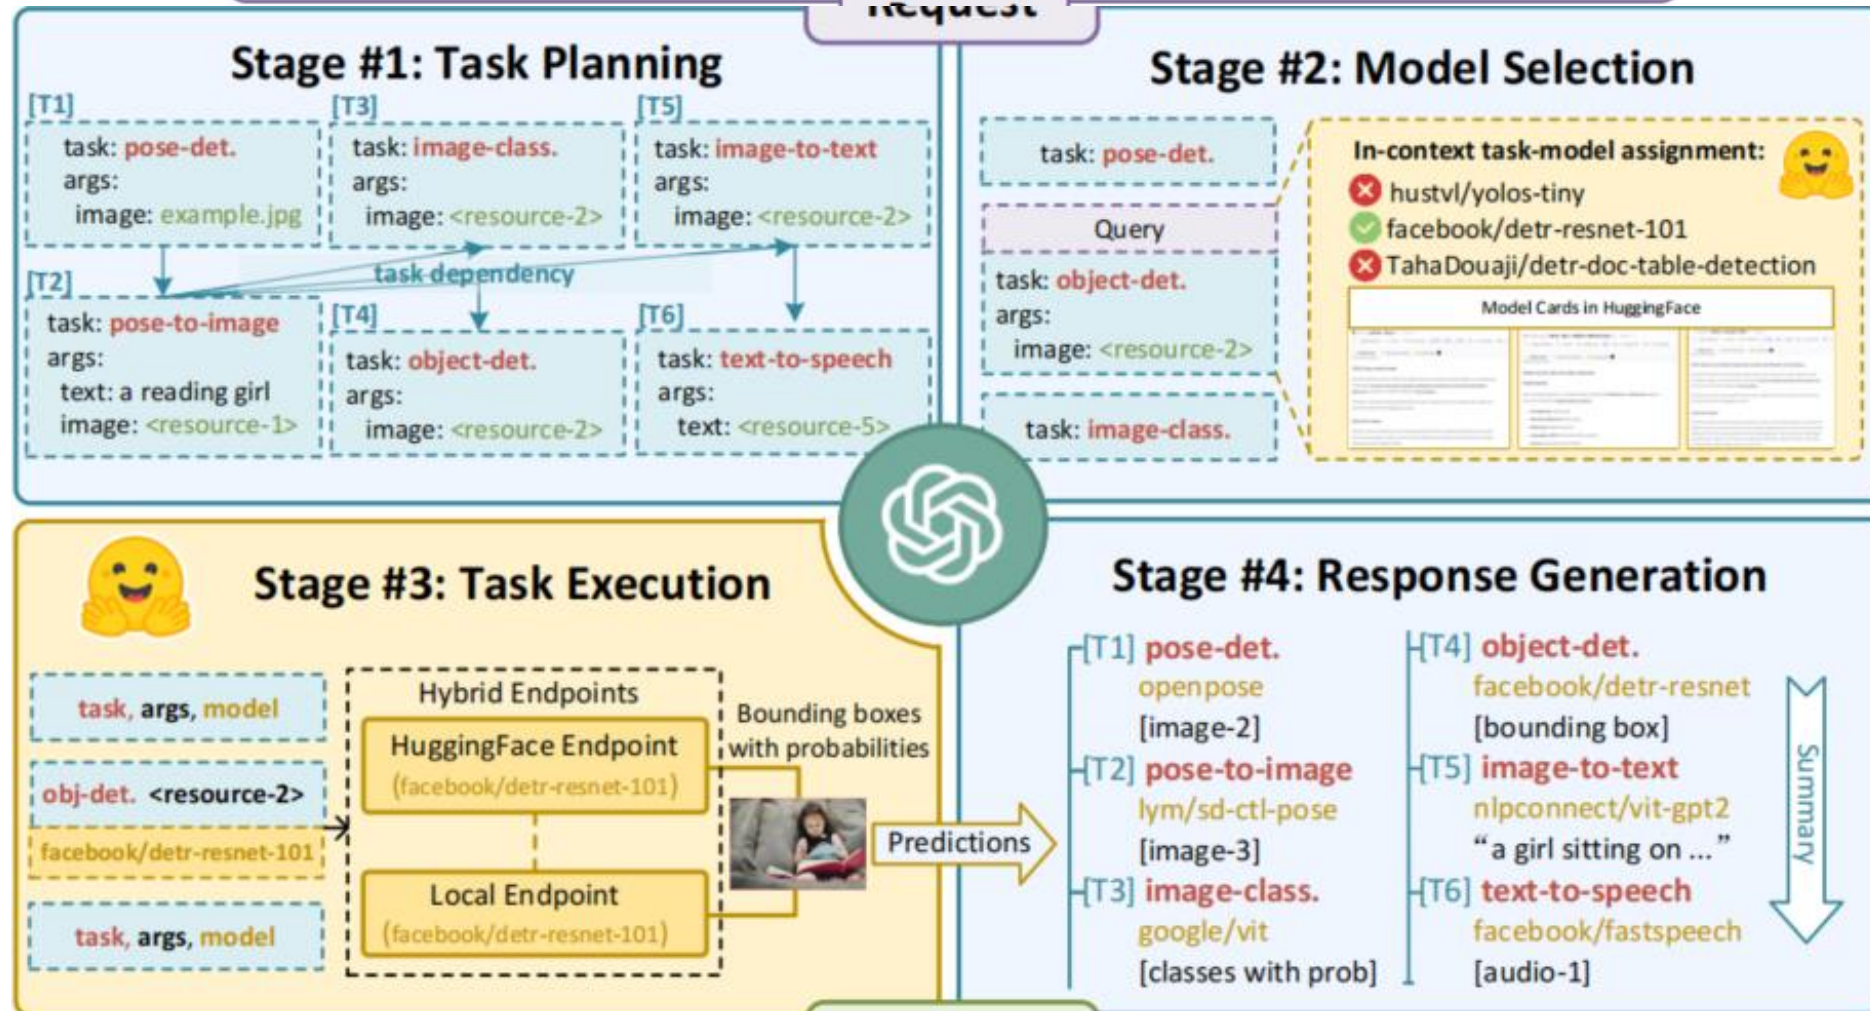 Request
Stage #1: Task Planning
[T1]
task: pose-det.
args:
image: example.jpg
[T3]
task: image-class.
args:
image: <resource-2>
[T5]
task: image-to-text
args:
image: <resource-2>
task dependency
[T2]
task: pose-to-image
args:
text: a reading girl
image: <resource-1>
[T4]
task: object-det.
args:
image: <resource-2>
[T6]
task: text-to-speech
args:
text: <resource-5>
Stage #2: Model Selection
task: pose-det.
Query
task: object-det.
args:
image: <resource-2>
task: image-class.
In-context task-model assignment:
hustvl/yolos-tiny
facebook/detr-resnet-101
TahaDouaji/detr-doc-table-detection
Model Cards in HuggingFace
Stage #3: Task Execution
task, args, model
obj-det. <resource-2>
facebook/detr-resnet-101
task, args, model
Hybrid Endpoints
HuggingFace Endpoint
(facebook/detr-resnet-101)
Local Endpoint
(facebook/detr-resnet-101)
Bounding boxes
with probabilities
Predictions
Stage #4: Response Generation
[T1] pose-det.
openpose
[image-2]
[T2] pose-to-image
lym/sd-ctl-pose
[image-3]
[T3] image-class.
google/vit
[classes with prob]
[T4] object-det.
facebook/detr-resnet
[bounding box]
[T5] image-to-text
nlpconnect/vit-gpt2
“a girl sitting on ...”
[T6] text-to-speech
facebook/fastspeech
[audio-1]
Summary